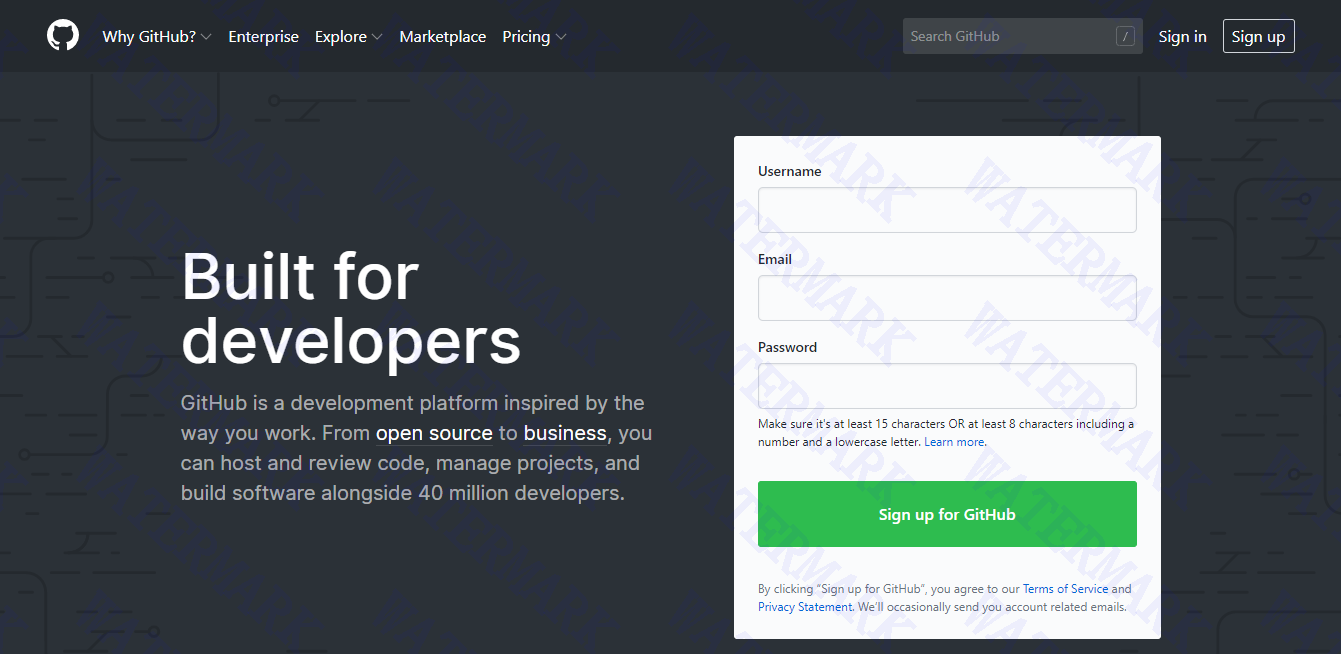 Why GitHub? Enterprise Explore Marketplace Pricing Search GitHub / Sign in Sign up
Built for
developers
GitHub is a development platform inspired by the
way you work. From open source to business, you
can host and review code, manage projects, and
build software alongside 40 million developers.
Username
Email
Password
Make sure it's at least 15 characters OR at least 8 characters including a
number and a lowercase letter. Learn more.
Sign up for GitHub
By clicking “Sign up for GitHub”, you agree to our Terms of Service and
Privacy Statement. We’ll occasionally send you account related emails.
WATERMARK